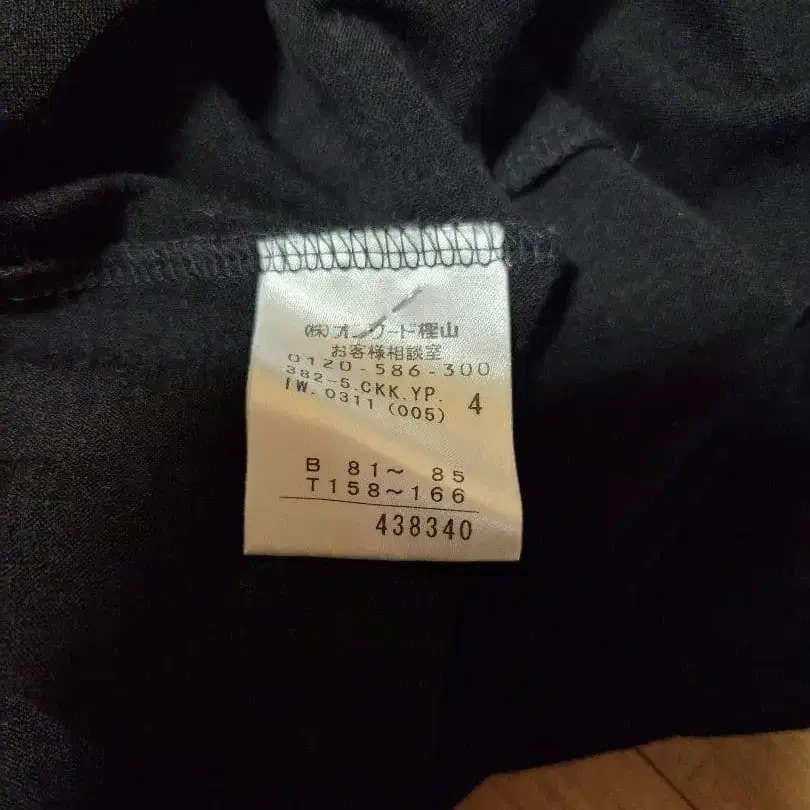 (株)オンワード樫山
お客様相談室
0120-586-300
382-5.CKK.YP.
IW.0311(005) 4
B 81〜 85
T158〜166
438340